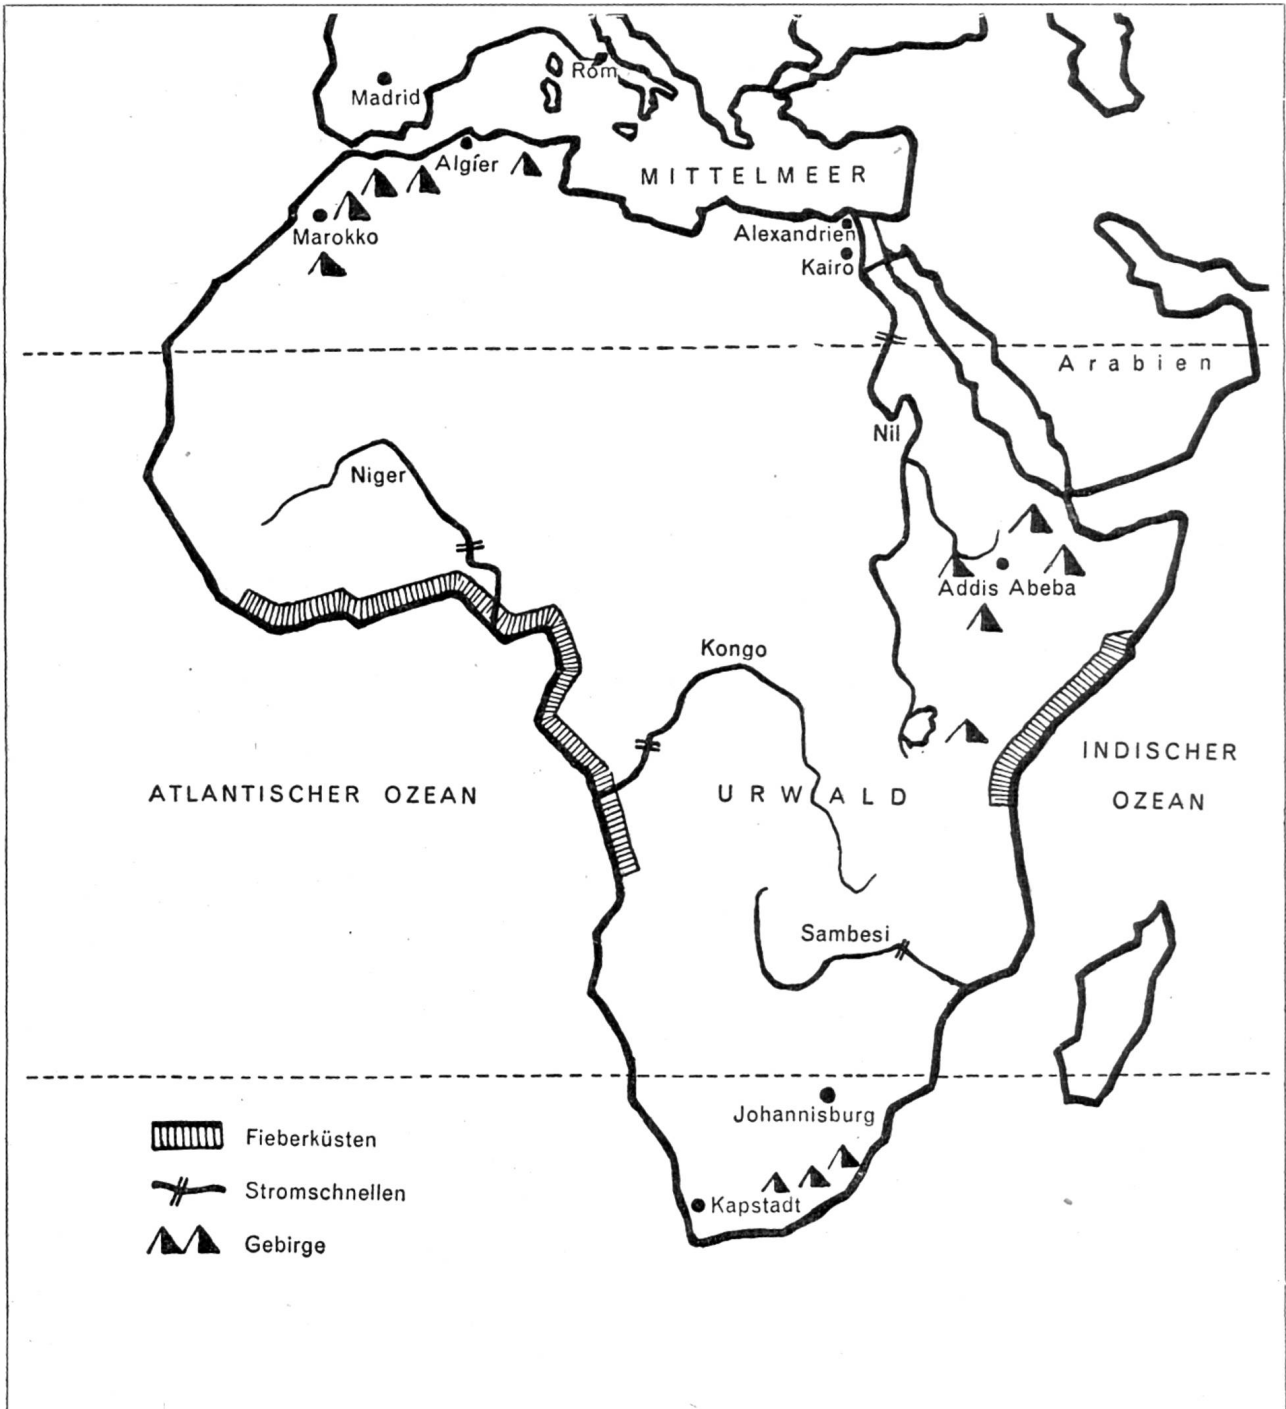 Rom
Madrid
Algier
MITTELMEER
Marokko
Alexandrien
Kairo
Arabien
Nil
Niger
Addis Abeba
Kongo
INDISCHER
OZEAN
ATLANTISCHER OZEAN
URWALD
Sambesi
Johannisburg
Kapstadt
Fieberküsten
Stromschnellen
Gebirge